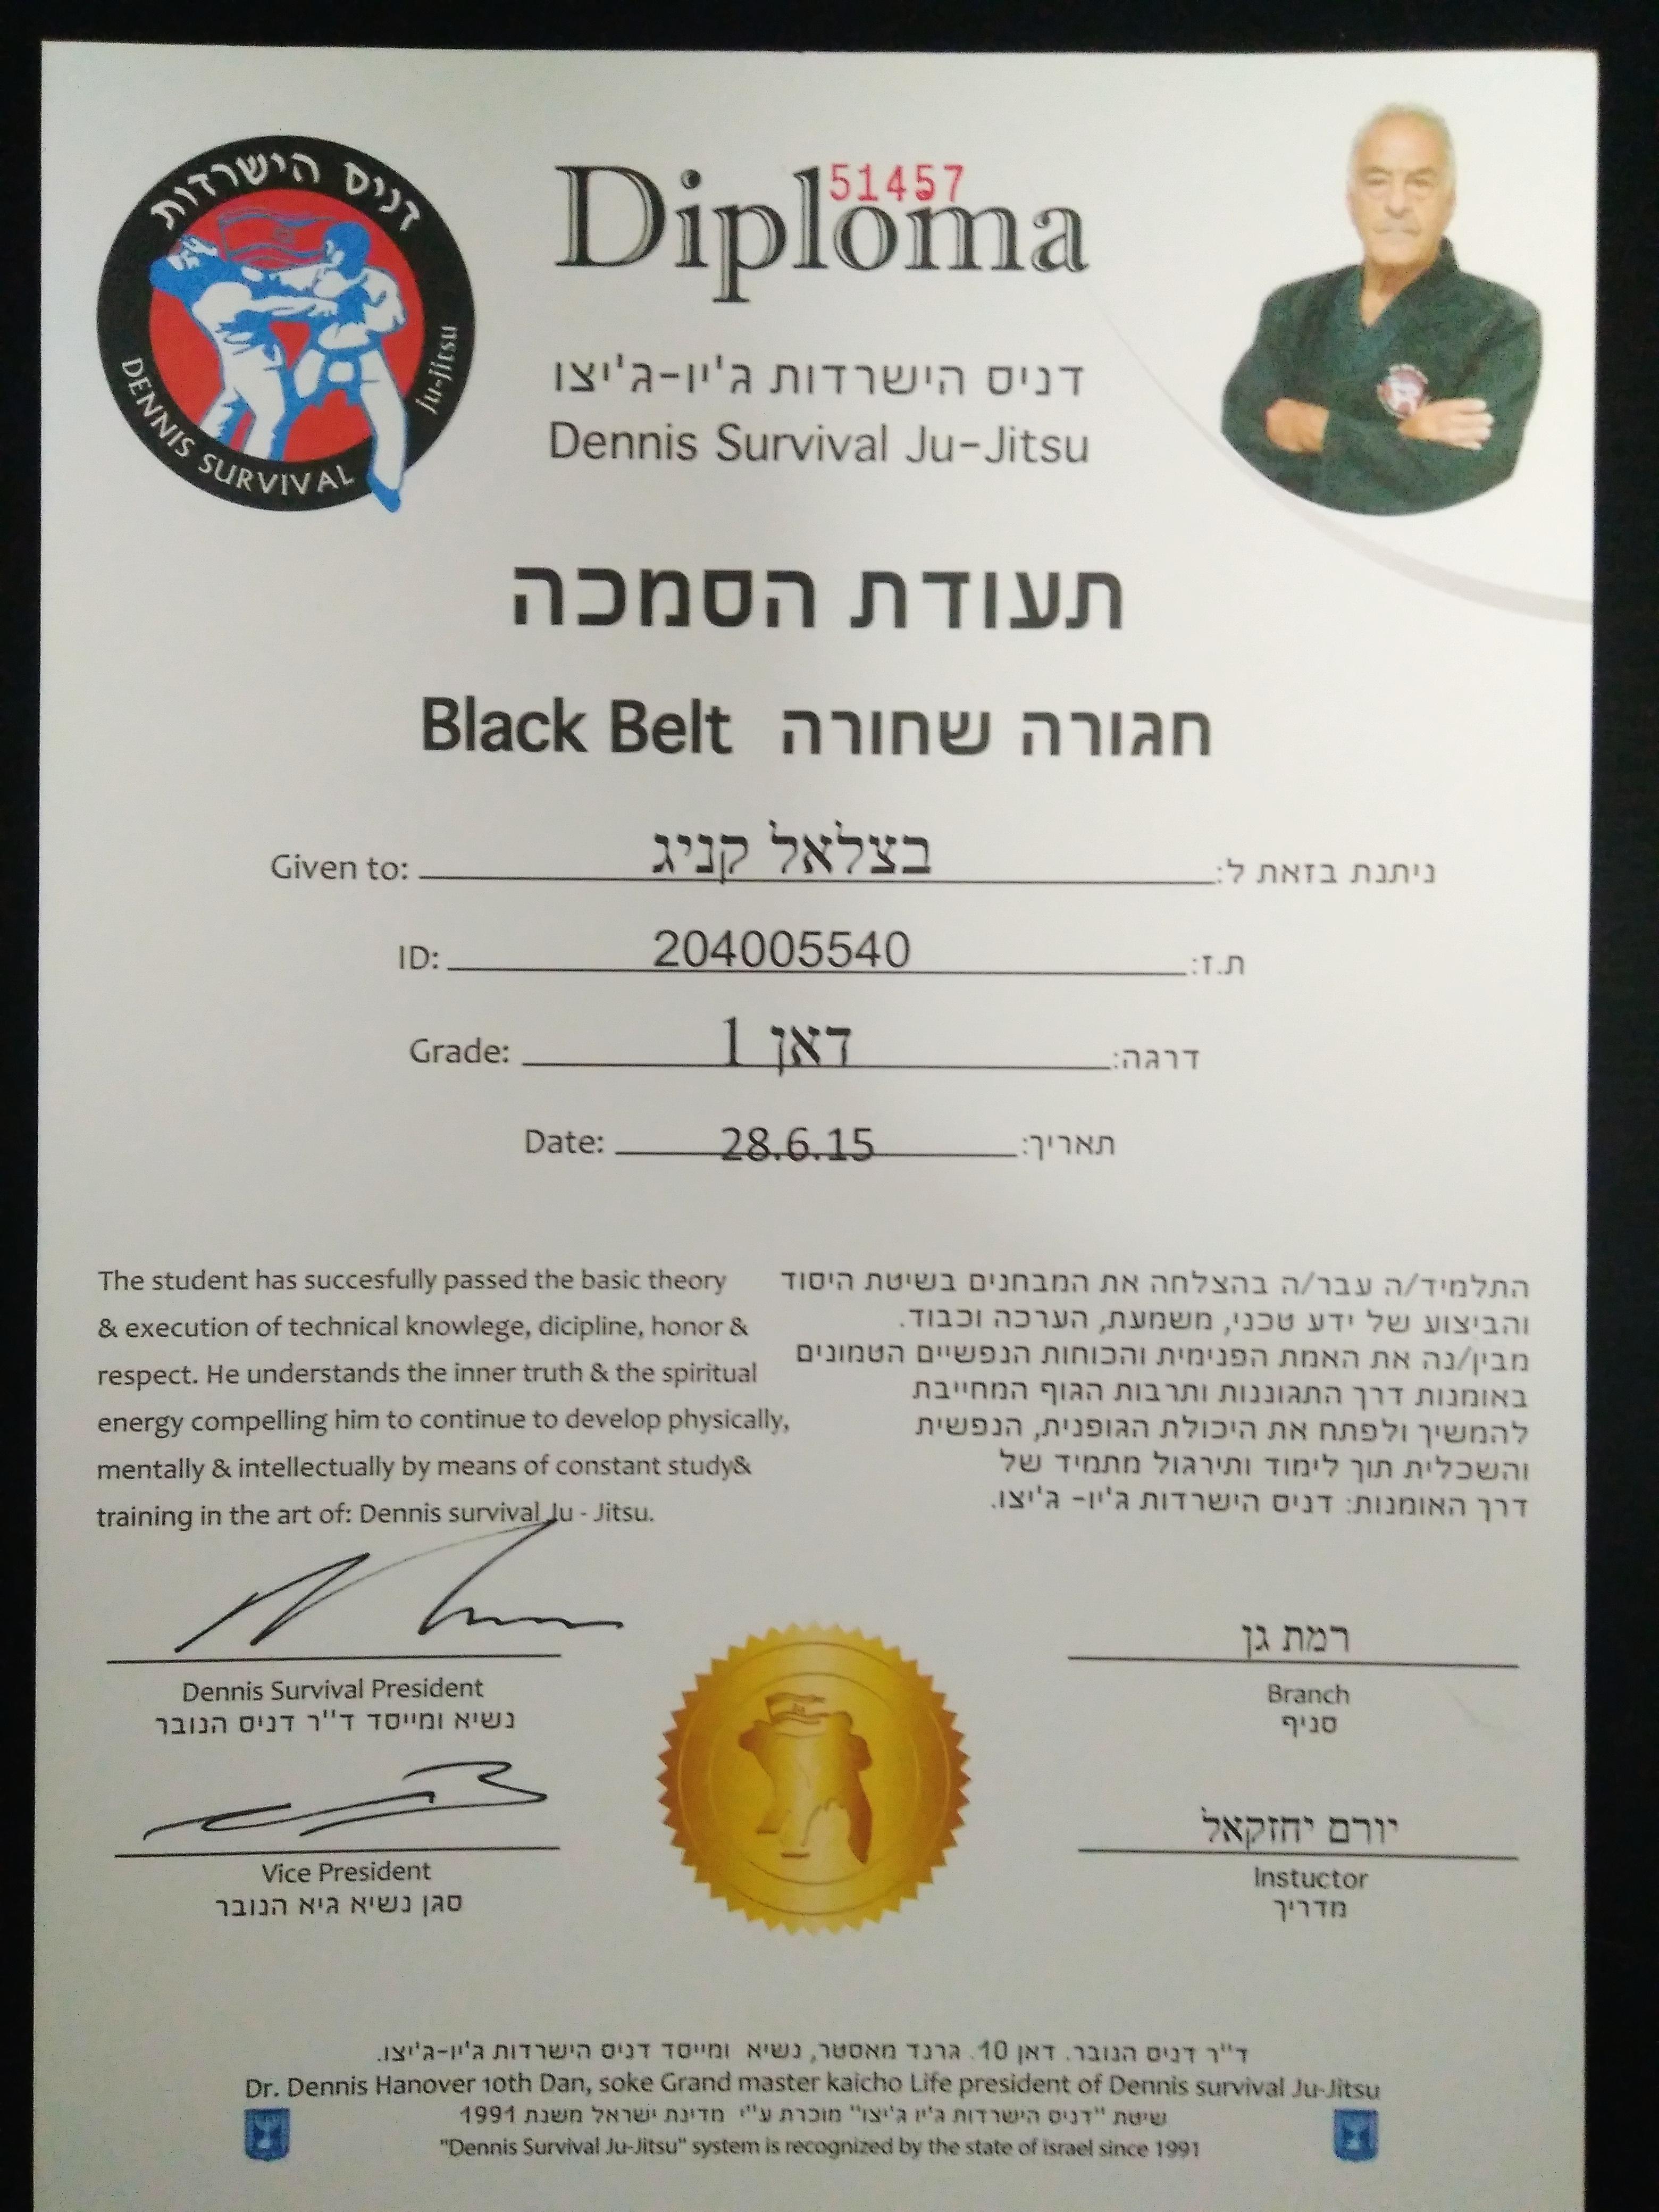 דניס הישרדות
DENNIS SURVIVAL
ju-jitsu
Diploma
51457
דניס הישרדות ג'יו-ג'יצו
Dennis Survival Ju-Jitsu
תעודת הסמכה
Black Belt חגורה שחורה
Given to: בצלאל קניג ניתנת בזאת ל:
ID: 204005540 ת.ז:
Grade: דאן 1 דרגה:
Date: 28.6.15 תאריך:
The student has succesfully passed the basic theory
& execution of technical knowlege, dicipline, honor &
respect. He understands the inner truth & the spiritual
energy compelling him to continue to develop physically,
mentally & intellectually by means of constant study&
training in the art of: Dennis survival Ju - Jitsu.
התלמיד/ה עבר/ה בהצלחה את המבחנים בשיטת היסוד
והביצוע של ידע טכני, משמעת, הערכה וכבוד.
מבין/נה את האמת הפנימית והכוחות הנפשיים הטמונים
באומנות דרך התגוננות ותרבות הגוף המחייבת
להמשיך ולפתח את היכולת הגופנית, הנפשית
והשכלית תוך לימוד ותירגול מתמיד של
דרך האומנות: דניס הישרדות ג'יו- ג'יצו.
Dennis Survival President
נשיא ומייסד ד''ר דניס הנובר
רמת גן
Branch
סניף
Vice President
סגן נשיא גיא הנובר
יורם יחזקאל
Instuctor
מדריך
ד''ר דניס הנובר. דאן 10. גרנד מאסטר, נשיא ומייסד דניס הישרדות ג'יו-ג'יצו.
Dr. Dennis Hanover 10th Dan, soke Grand master kaicho Life president of Dennis survival Ju-Jitsu
שיטת "דניס הישרדות ג'יו ג'יצו" מוכרת ע''י מדינת ישראל משנת 1991
"Dennis Survival Ju-Jitsu" system is recognized by the state of israel since 1991